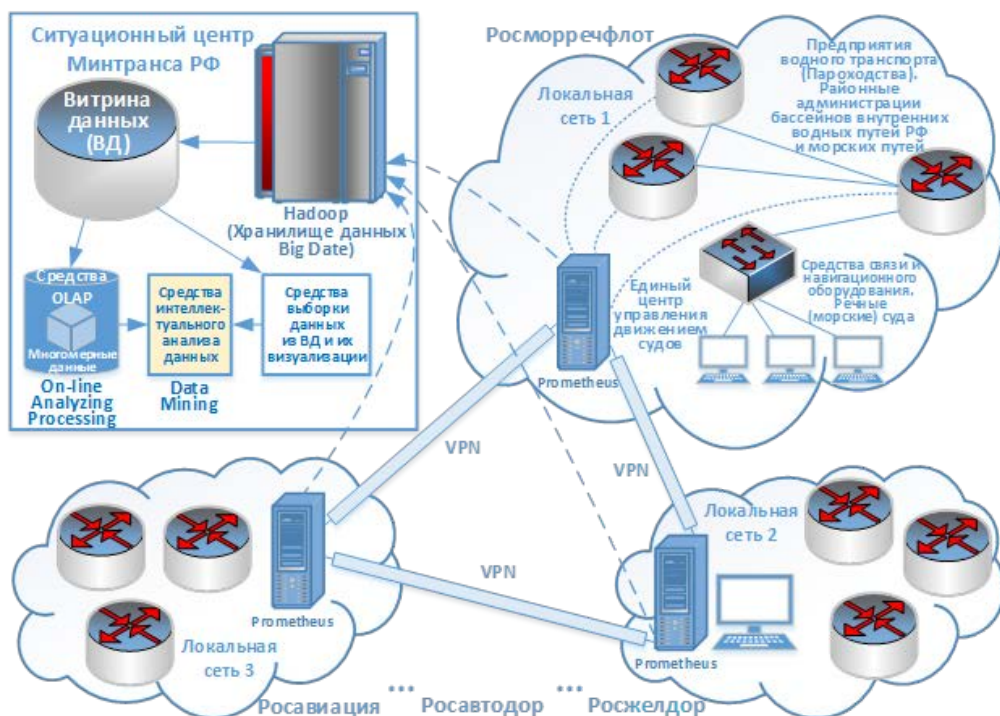 Ситуационный центр
Минтранса РФ
Витрина
данных
(ВД)
Hadoop
(Хранилище данных
Big Date)
Средства
OLAP
Многомерные
данные
On-line
Analyzing
Processing
Средства
интеллек-
туального
анализа
данных
Data
Mining
Средства
выборки
данных
из ВД и их
визуализации
Росморречфлот
Локальная
сеть 1
Предприятия
водного транспорта
(Пароходства).
Районные
администрации
бассейнов внутренних
водных путей РФ
и морских путей
Единый
центр
управления
движением
судов
Средства связи и
навигационного
оборудования.
Речные
(морские) суда
Prometheus
VPN
VPN
VPN
Prometheus
Локальная
сеть 3
Локальная
сеть 2
Prometheus
Росавиация ... Росавтодор ... Росжелдор